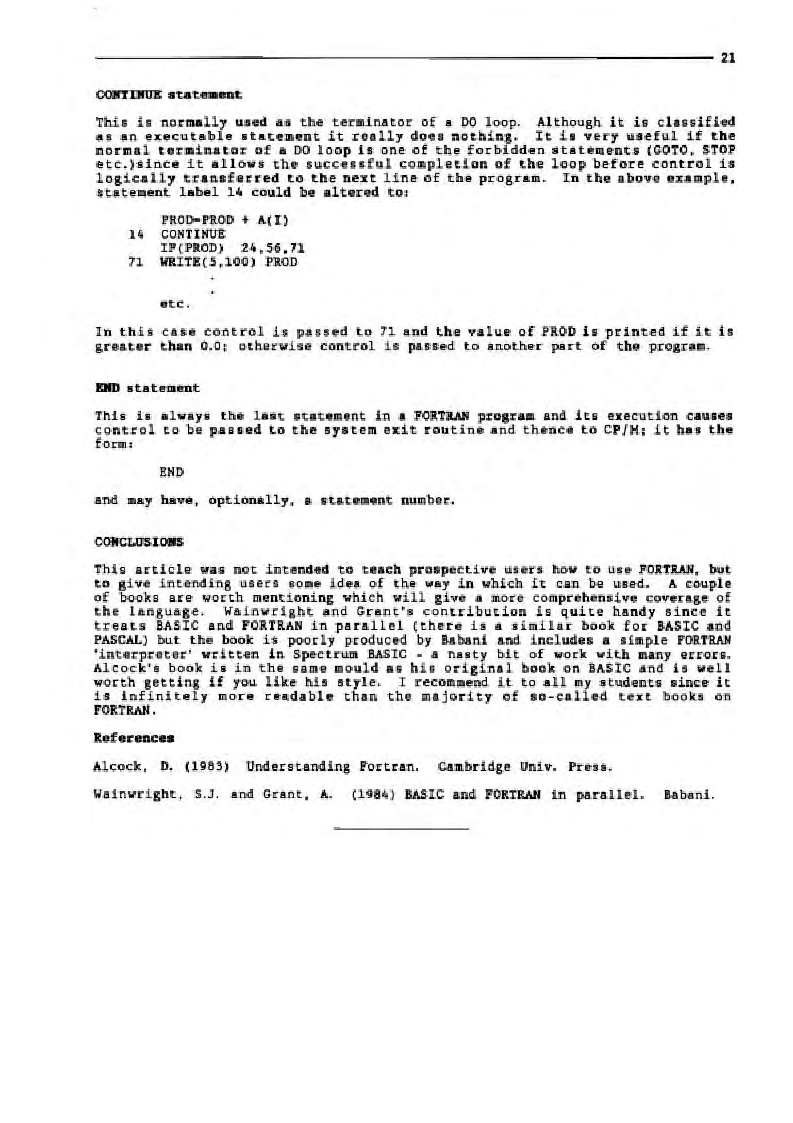 21
CONTINUE statement
This is normally used as the terminator of a DO loop. Although it is classified
as an executable statement it really does nothing. It is very useful if the
normal terminator of a DO loop is one of the forbidden statements (GOTO, STOP
etc.)since it allows the successful completion of the loop before control is
logically transferred to the next line of the program. In the above example,
statement label 14 could be altered to:
PROD=PROD + A(I)
14 CONTINUE
IF(PROD) 24,56,71
71 WRITE(5,100) PROD
.
.
etc.
In this case control is passed to 71 and the value of PROD is printed if it is
greater than 0.0; otherwise control is passed to another part of the program.
END statement
This is always the last statement in a FORTRAN program and its execution causes
control to be passed to the system exit routine and thence to CP/M; it has the
form:
END
and may have, optionally, a statement number.
CONCLUSIONS
This article was not intended to teach prospective users how to use FORTRAN, but
to give intending users some idea of the way in which it can be used. A couple
of books are worth mentioning which will give a more comprehensive coverage of
the language. Wainwright and Grant's contribution is quite handy since it
treats BASIC and FORTRAN in parallel (there is a similar book for BASIC and
PASCAL) but the book is poorly produced by Babani and includes a simple FORTRAN
'interpreter' written in Spectrum BASIC - a nasty bit of work with many errors.
Alcock's book is in the same mould as his original book on BASIC and is well
worth getting if you like his style. I recommend it to all my students since it
is infinitely more readable than the majority of so-called text books on
FORTRAN.
References
Alcock, D. (1983) Understanding Fortran. Cambridge Univ. Press.
Wainwright, S.J. and Grant, A. (1984) BASIC and FORTRAN in parallel. Babani.